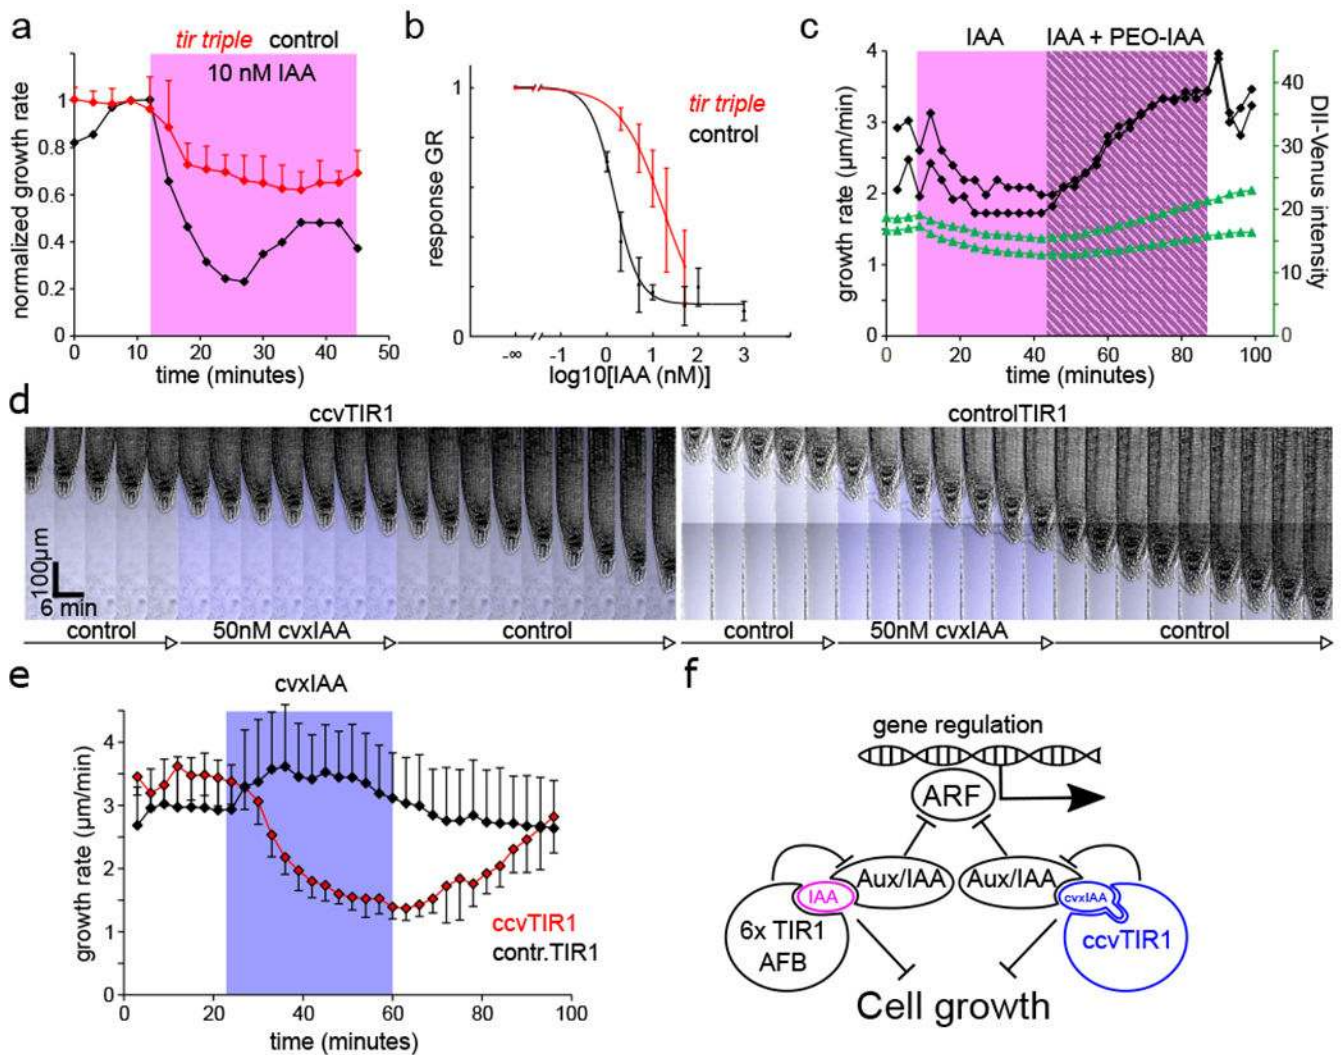 a
tir triple control
10 nM IAA
normalized growth rate
1
0.8
0.6
0.4
0.2
0
0 10 20 30 40 50
time (minutes)
b
tir triple
control
response GR
1
0
-∞ -1 0 1 2 3
log10[IAA (nM)]
c
IAA IAA + PEO-IAA
growth rate (µm/min)
4
3
2
1
0
40
30
20
10
0
DII-Venus intensity
0 20 40 60 80 100
time (minutes)
d
ccvTIR1 controlTIR1
100µm
6 min
control 50nM cvxIAA control control 50nM cvxIAA control
e
cvxIAA
growth rate (µm/min)
4
3
2
1
0
ccvTIR1
contr.TIR1
0 20 40 60 80 100
time (minutes)
f
gene regulation
ARF
Aux/IAA Aux/IAA
IAA cvxIAA
6x TIR1
AFB
ccvTIR1
Cell growth